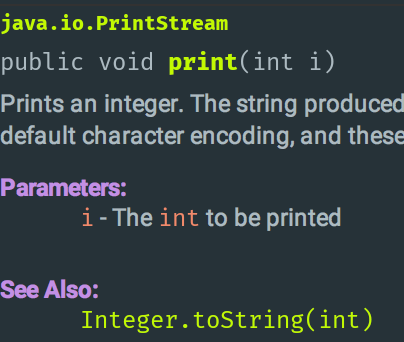 java.io.PrintStream
public void print(int i)
Prints an integer. The string produced
default character encoding, and these
Parameters:
i - The int to be printed
See Also:
Integer.toString(int)